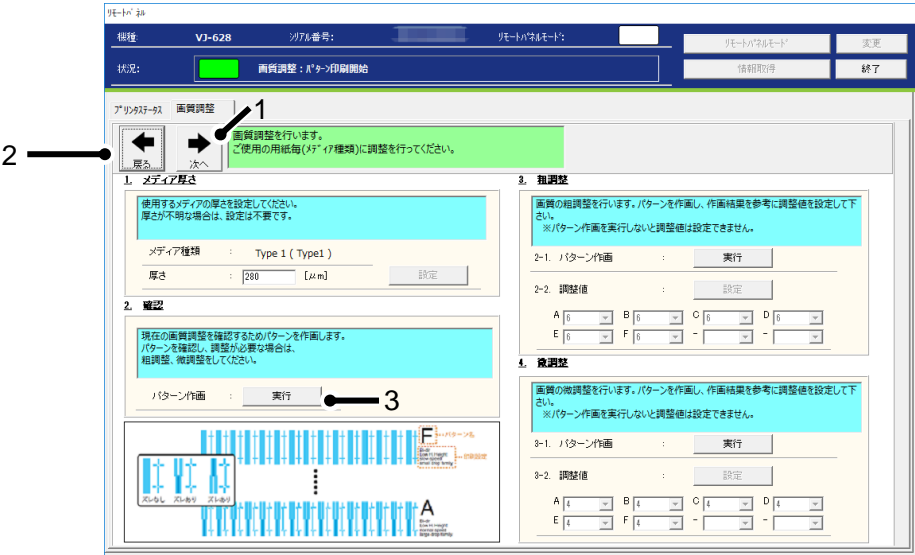 ﾘﾓｰﾄﾊﾟﾈﾙ
機種: VJ-628 ｼﾘｱﾙ番号: ﾘﾓｰﾄﾊﾟﾈﾙﾓｰﾄﾞ: ﾘﾓｰﾄﾊﾟﾈﾙﾓｰﾄﾞ 変更
状況: 画質調整：ﾊﾟﾀｰﾝ印刷開始 情報取得 終了
ﾌﾟﾘﾝﾀｽﾃｰﾀｽ 画質調整
1
2
戻る 次へ
画質調整を行います。
ご使用の用紙毎(ﾒﾃﾞｨｱ種類)に調整を行ってください。
1. メディア厚さ
使用するメディアの厚さを設定してください。
厚さが不明な場合は、設定は不要です。
メディア種類 : Type 1 ( Type1 )
厚さ : 280 [μm] 設定
2. 確認
現在の画質調整を確認するためパターンを作画します。
パターンを確認し、調整が必要な場合は、
粗調整、微調整をしてください。
パターン作画 : 実行
3
F パターン名
印刷設定
ズレなし ズレあり ズレあり
A
3. 粗調整
画質の粗調整を行います。パターンを作画し、作画結果を参考に調整値を設定して下
さい。
※パターン作画を実行しないと調整値は設定できません。
2-1. パターン作画 : 実行
2-2. 調整値 : 設定
A 6 B 6 C 6 D 6
E 6 F 6 - -
4. 微調整
画質の微調整を行います。パターンを作画し、作画結果を参考に調整値を設定して下
さい。
※パターン作画を実行しないと調整値は設定できません。
3-1. パターン作画 : 実行
3-2. 調整値 : 設定
A 4 B 4 C 4 D 4
E 4 F 4 - -